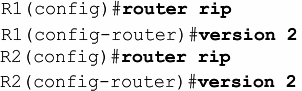 R1(config)#router rip
R1(config-router)#version 2
R2(config)#router rip
R2(config-router)#version 2